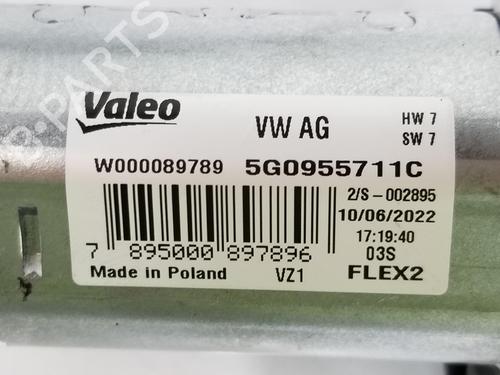 Valeo
VW AG
HW 7
SW 7
W000089789 5G0955711C
2/S-002895
10/06/2022
17:19:40
7 895000 897896
03S
Made in Poland VZ1 FLEX2